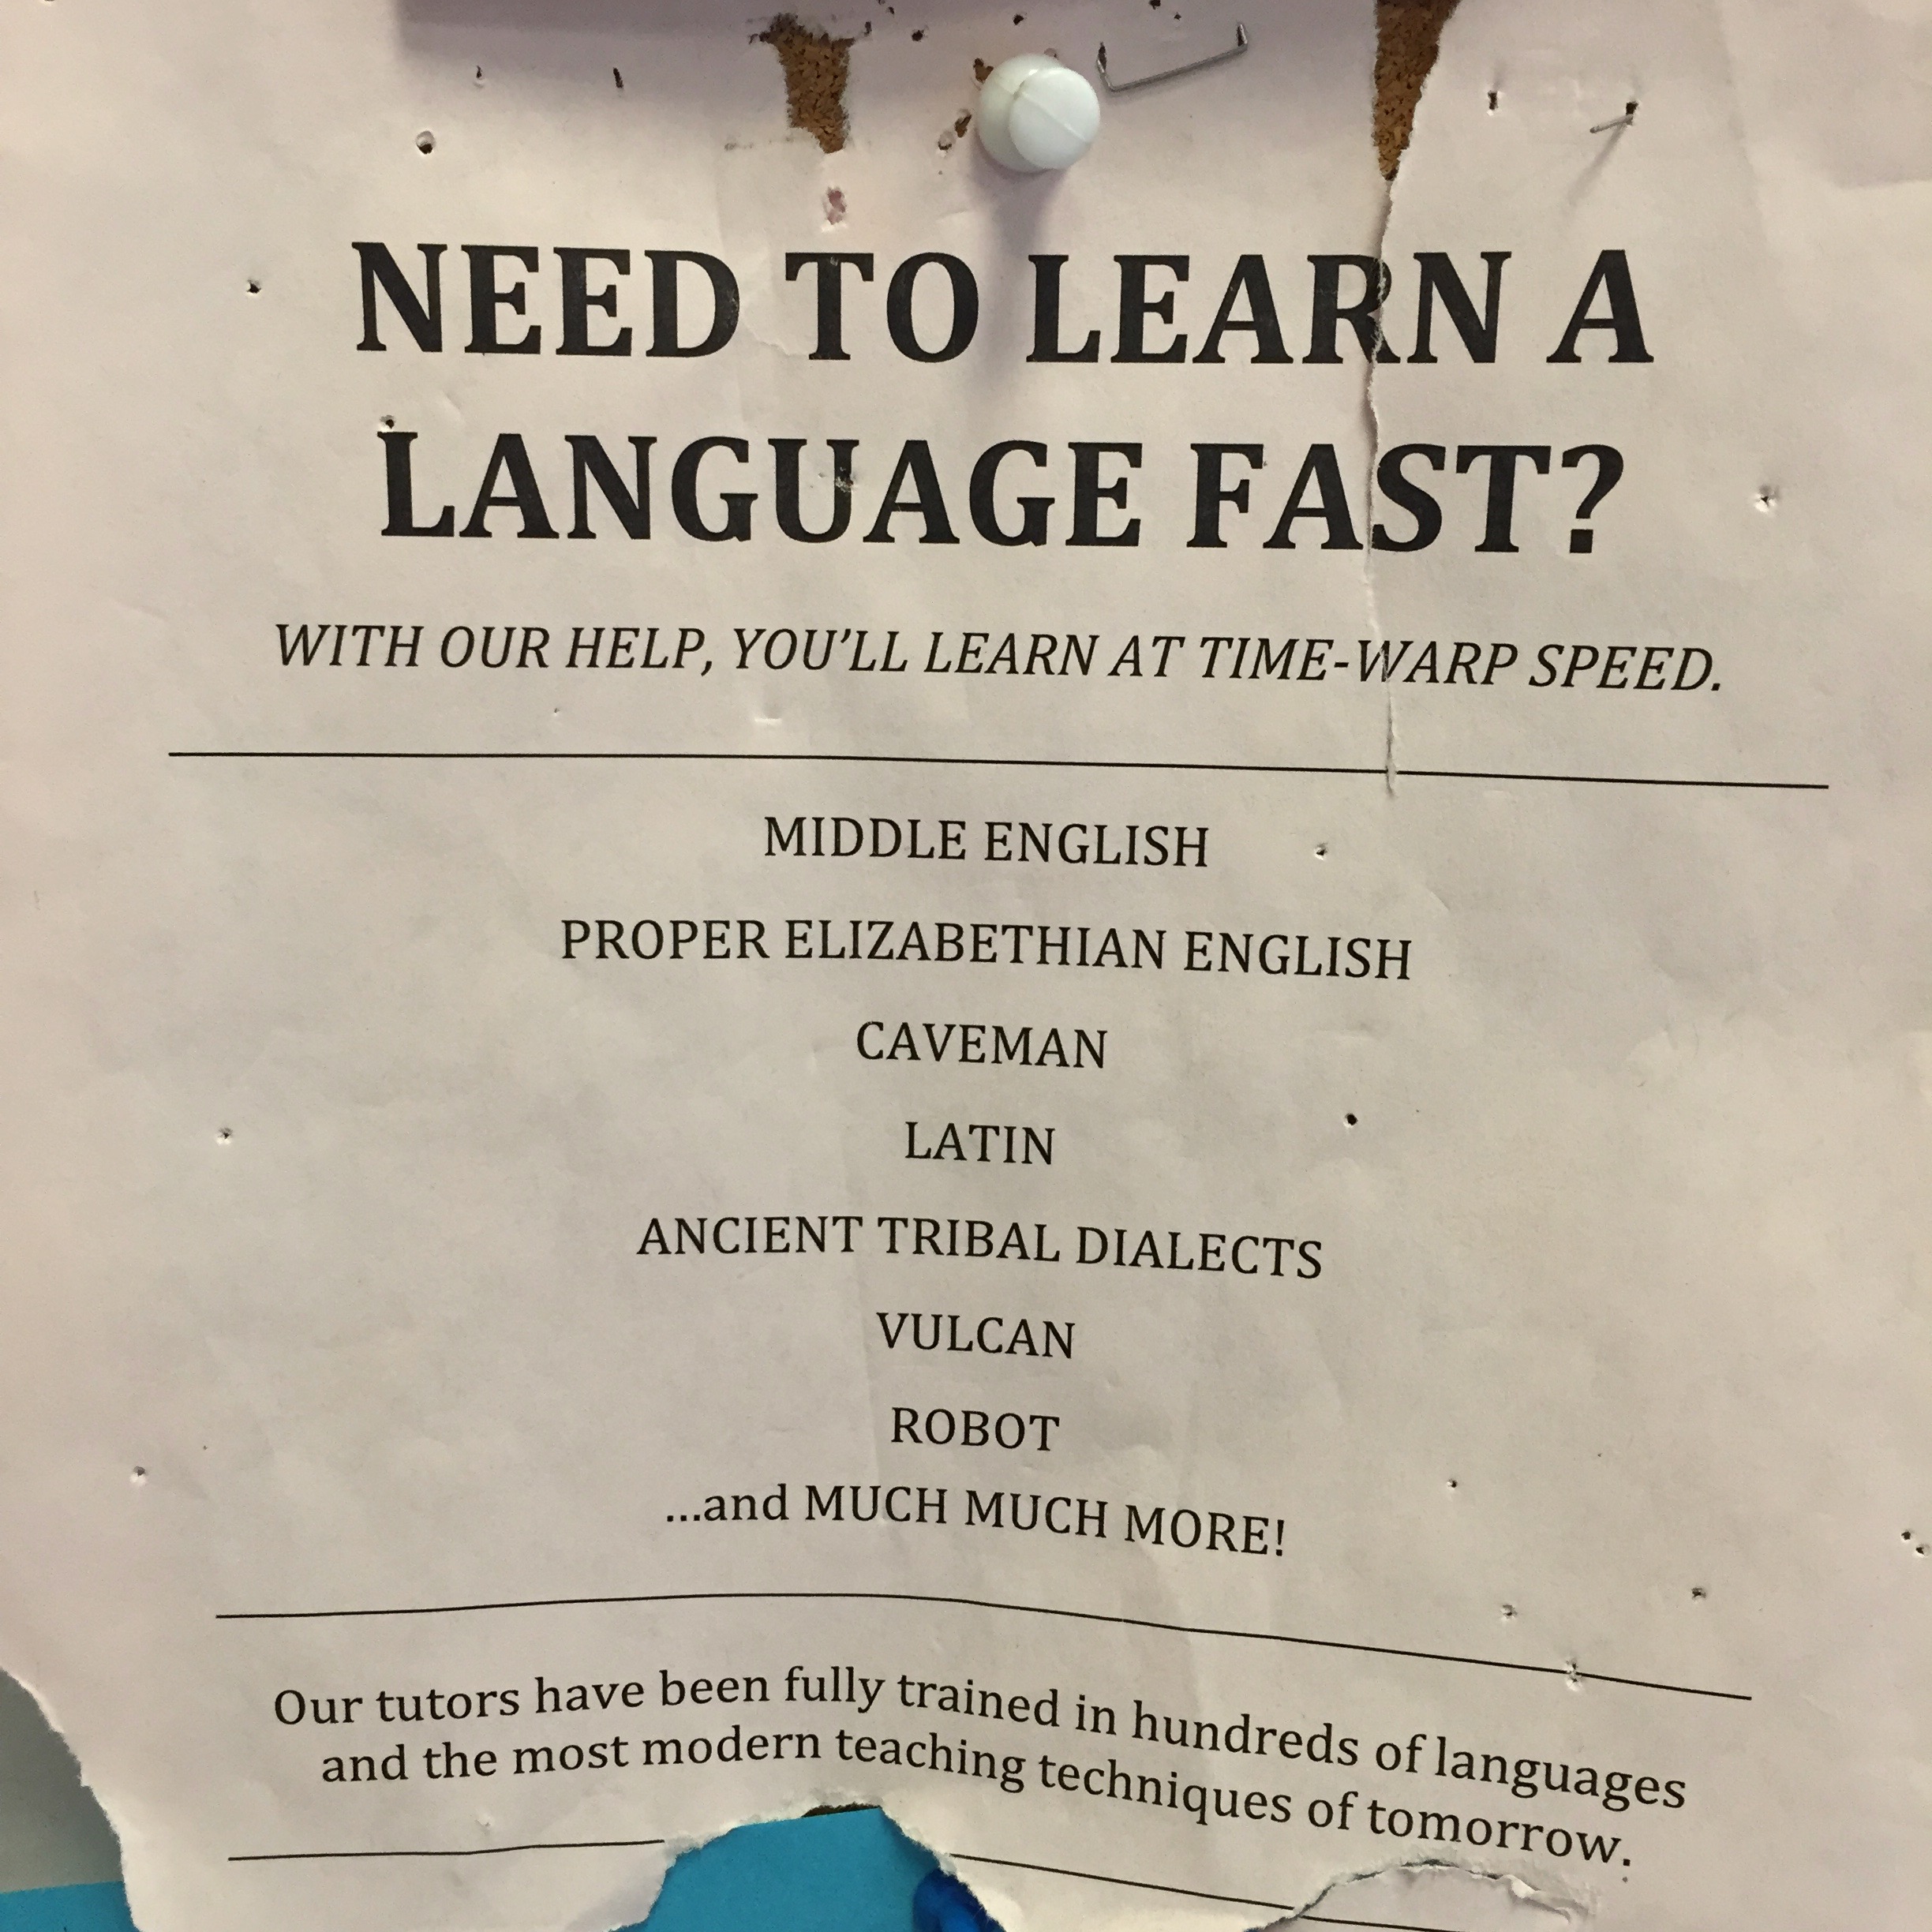 NEED TO LEARN A
LANGUAGE FAST?
WITH OUR HELP, YOU'LL LEARN AT TIME-WARP SPEED.
MIDDLE ENGLISH
PROPER ELIZABETHIAN ENGLISH
CAVEMAN
LATIN
ANCIENT TRIBAL DIALECTS
VULCAN
ROBOT
...and MUCH MUCH MORE!
Our tutors have been fully trained in hundreds of languages
and the most modern teaching techniques of tomorrow.